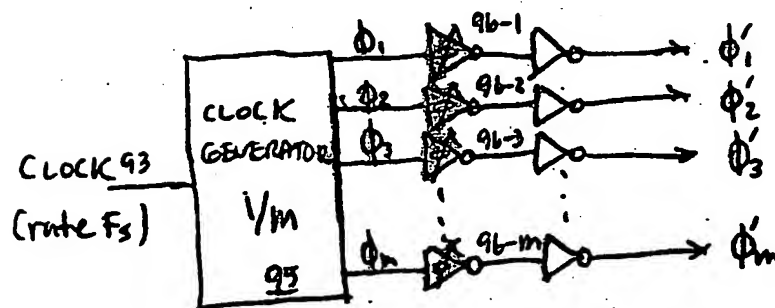 ϕ1 96-1 ϕ'1
ϕ2 96-2 ϕ'2
ϕ3 96-3 ϕ'3
CLOCK
GENERATOR
1/m
95
CLOCK 93
(rate Fs)
ϕm 96-m ϕ'm